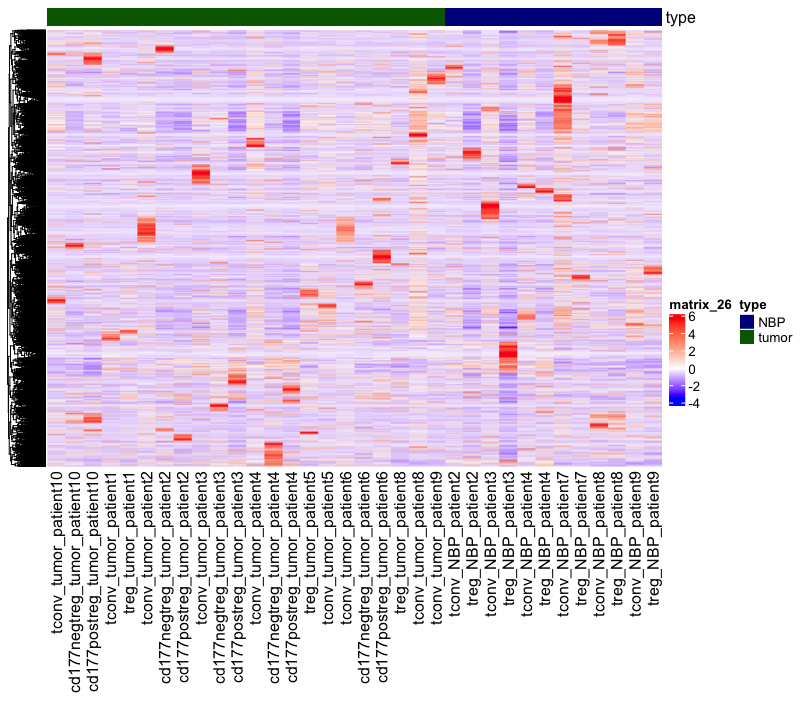 type
matrix_26
6
4
2
0
-2
-4
type
NBP
tumor
tconv_tumor_patient10
cd177negtreg_tumor_patient10
cd177postreg_tumor_patient10
tconv_tumor_patient1
treg_tumor_patient1
tconv_tumor_patient2
cd177negtreg_tumor_patient2
cd177postreg_tumor_patient2
tconv_tumor_patient3
cd177negtreg_tumor_patient3
cd177postreg_tumor_patient3
tconv_tumor_patient4
cd177negtreg_tumor_patient4
cd177postreg_tumor_patient4
treg_tumor_patient5
tconv_tumor_patient5
tconv_tumor_patient6
cd177negtreg_tumor_patient6
cd177postreg_tumor_patient6
treg_tumor_patient8
tconv_tumor_patient8
tconv_tumor_patient9
tconv_NBP_patient2
treg_NBP_patient2
tconv_NBP_patient3
treg_NBP_patient3
tconv_NBP_patient4
treg_NBP_patient4
tconv_NBP_patient7
treg_NBP_patient7
tconv_NBP_patient8
treg_NBP_patient8
tconv_NBP_patient9
treg_NBP_patient9